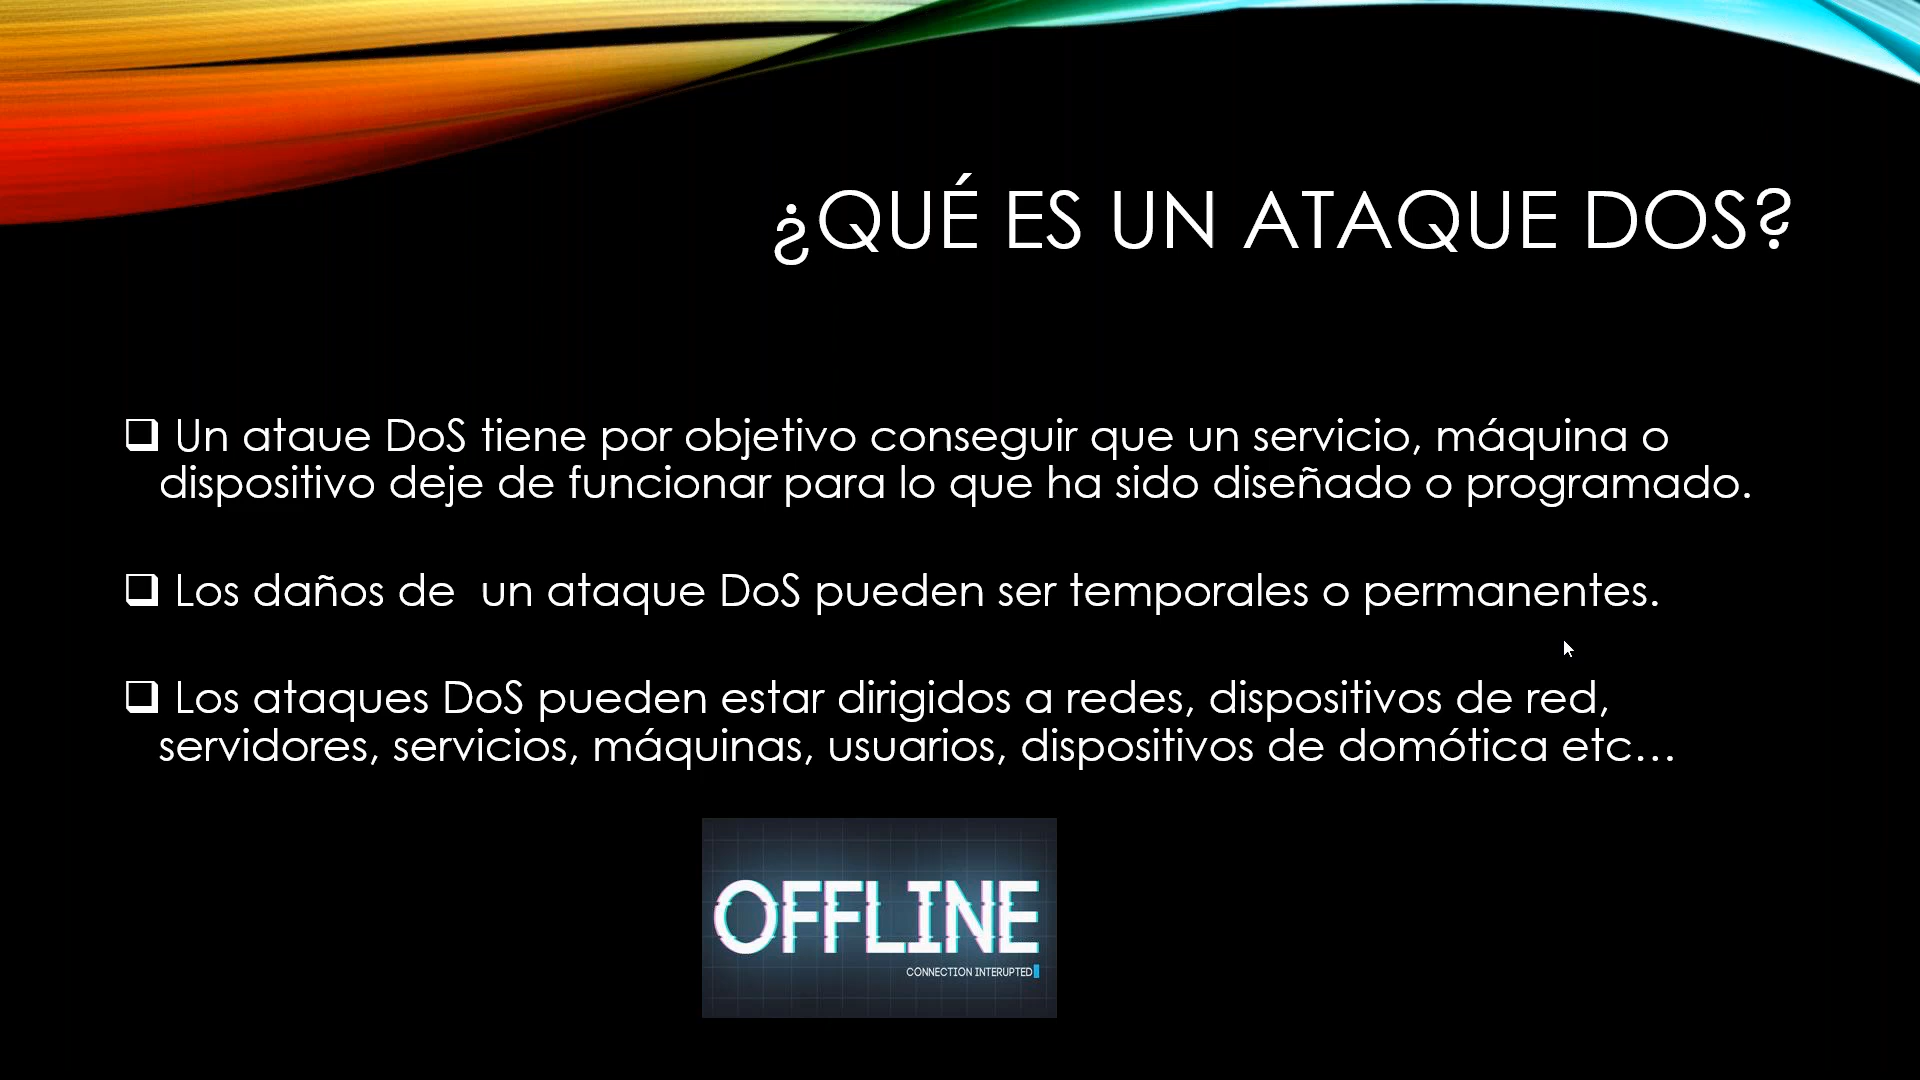 ¿QUÉ ES UN ATAQUE DOS?
❑ Un ataue DoS tiene por objetivo conseguir que un servicio, máquina o
dispositivo deje de funcionar para lo que ha sido diseñado o programado.
❑ Los daños de  un ataque DoS pueden ser temporales o permanentes.
❑ Los ataques DoS pueden estar dirigidos a redes, dispositivos de red,
servidores, servicios, máquinas, usuarios, dispositivos de domótica etc...
OFFLINE
CONNECTION INTERUPTED